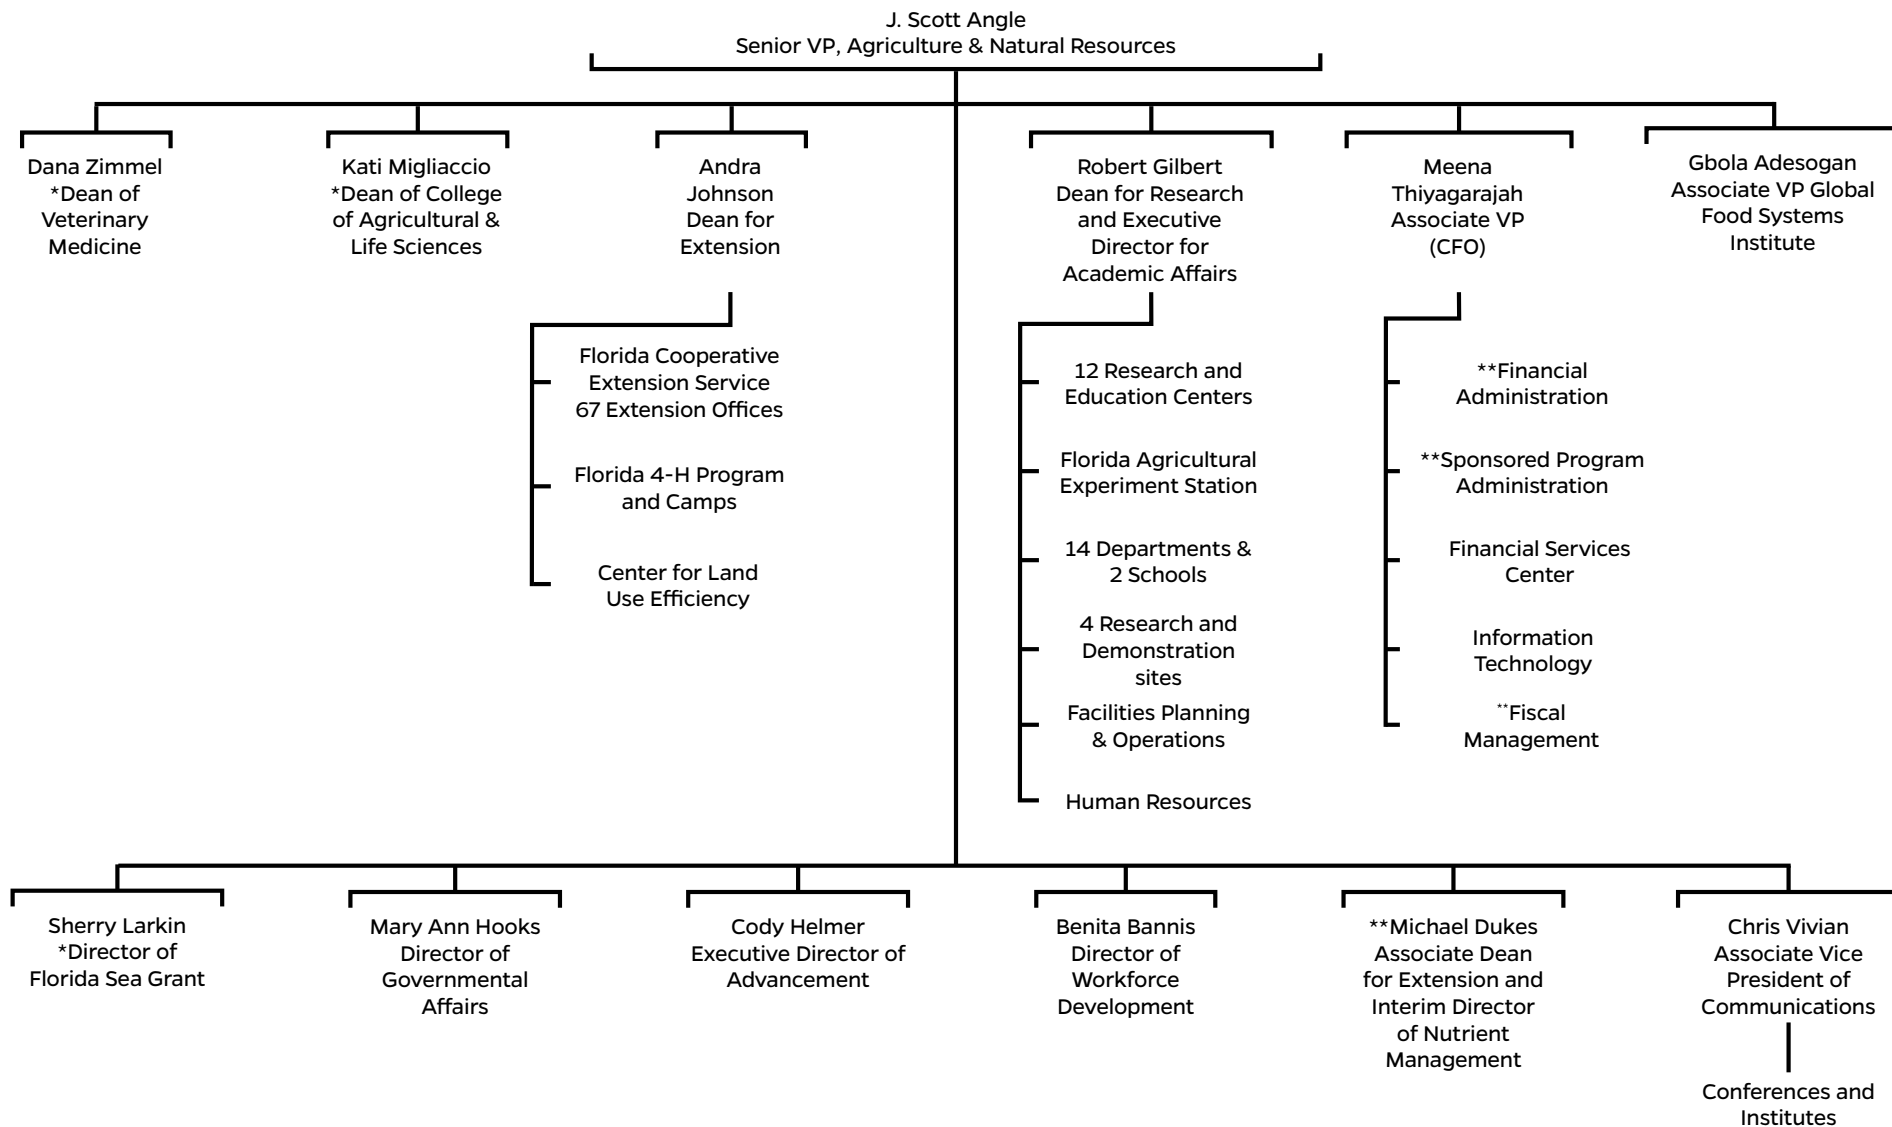 J. Scott Angle
Senior VP, Agriculture & Natural Resources
Dana Zimmel
*Dean of
Veterinary
Medicine
Kati Migliaccio
*Dean of College
of Agricultural &
Life Sciences
Andra
Johnson
Dean for
Extension
Robert Gilbert
Dean for Research
and Executive
Director for
Academic Affairs
Meena
Thiyagarajah
Associate VP
(CFO)
Gbola Adesogan
Associate VP Global
Food Systems
Institute
Florida Cooperative
Extension Service
67 Extension Offices
Florida 4-H Program
and Camps
Center for Land
Use Efficiency
12 Research and
Education Centers
Florida Agricultural
Experiment Station
14 Departments &
2 Schools
4 Research and
Demonstration
sites
Facilities Planning
& Operations
Human Resources
**Financial
Administration
**Sponsored Program
Administration
Financial Services
Center
Information
Technology
**Fiscal
Management
Sherry Larkin
*Director of
Florida Sea Grant
Mary Ann Hooks
Director of
Governmental
Affairs
Cody Helmer
Executive Director of
Advancement
Benita Bannis
Director of
Workforce
Development
**Michael Dukes
Associate Dean
for Extension and
Interim Director
of Nutrient
Management
Chris Vivian
Associate Vice
President of
Communications
Conferences and
Institutes